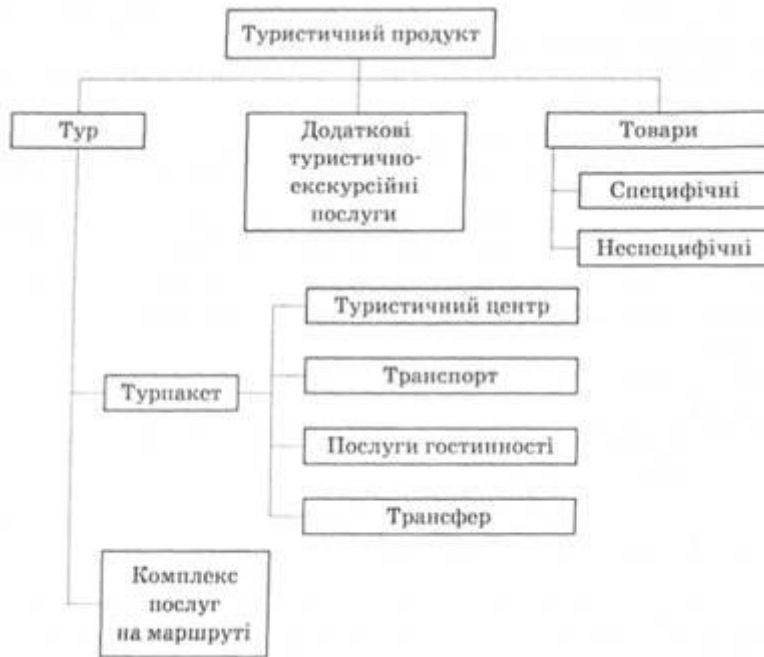 Туристичний продукт
Тур
Додаткові
туристично-
екскурсійні
послуги
Товари
Специфічні
Неспецифічні
Туристичний центр
Турпакет
Транспорт
Послуги гостинності
Трансфер
Комплекс
послуг
на маршруті